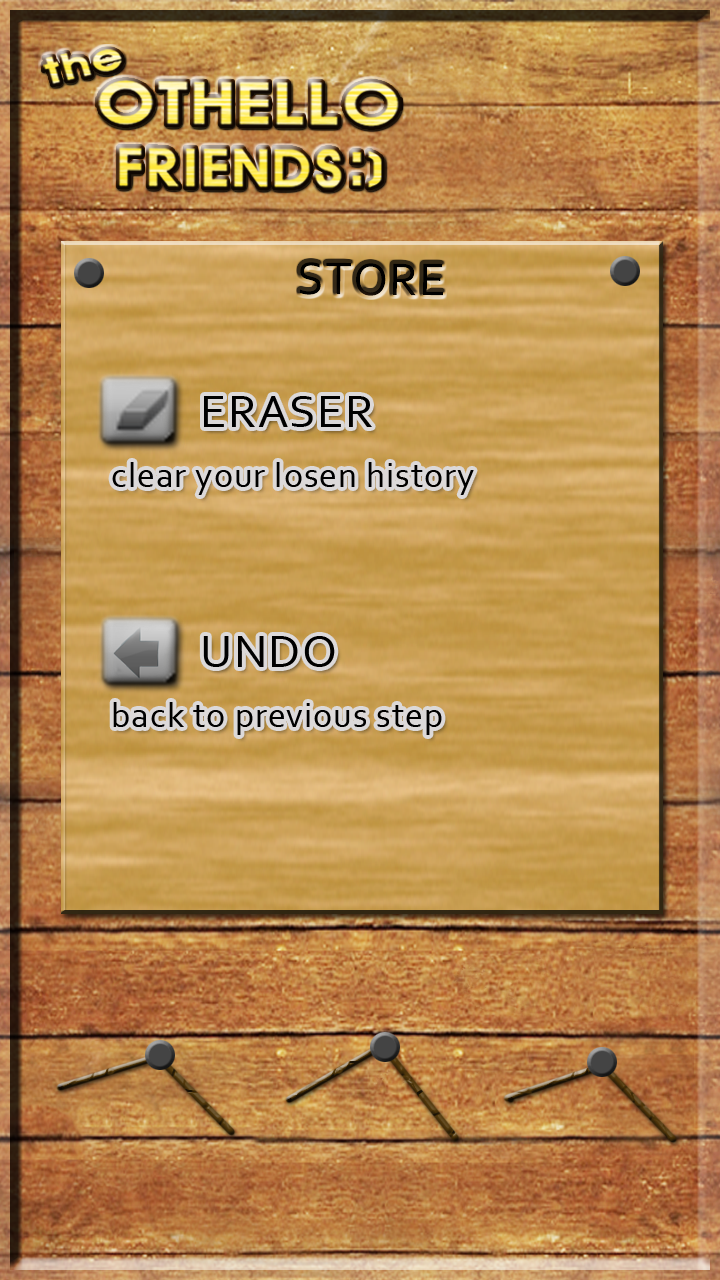 the
OTHELLO
FRIENDS:)
STORE
ERASER
clear your losen history
UNDO
back to previous step